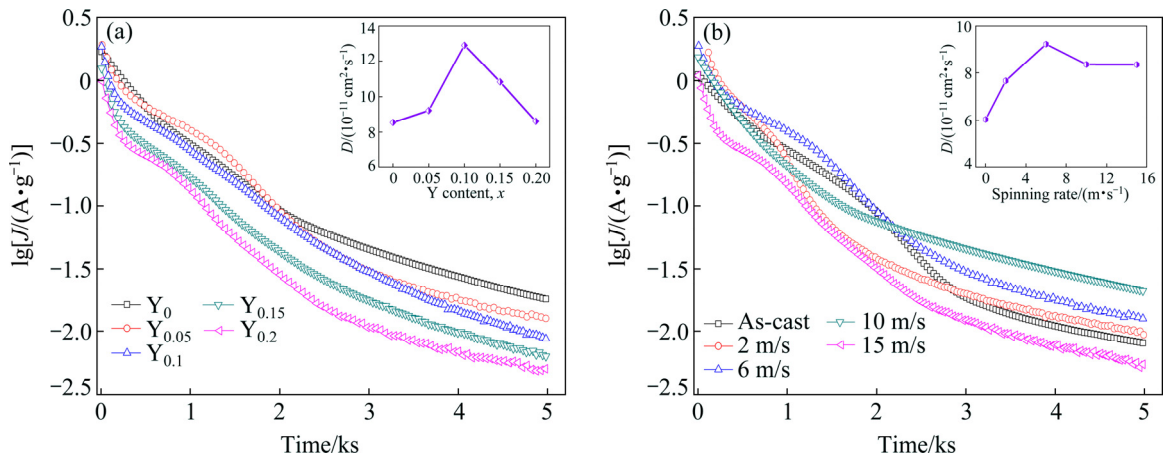 (a)
lg[J/(A•g⁻¹)]
0.5
0
−0.5
−1.0
−1.5
−2.0
−2.5
0 1 2 3 4 5
Time/ks
Y₀
Y₀.₀₅
Y₀.₁
Y₀.₁₅
Y₀.₂
D/(10⁻¹¹ cm²•s⁻¹)
14
12
10
8
6
0 0.05 0.10 0.15 0.20
Y content, x
(b)
lg[J/(A•g⁻¹)]
0.5
0
−0.5
−1.0
−1.5
−2.0
−2.5
0 1 2 3 4 5
Time/ks
As-cast
2 m/s
6 m/s
10 m/s
15 m/s
D/(10⁻¹¹ cm²•s⁻¹)
10
8
6
4
0 4 8 12 16
Spinning rate/(m•s⁻¹)